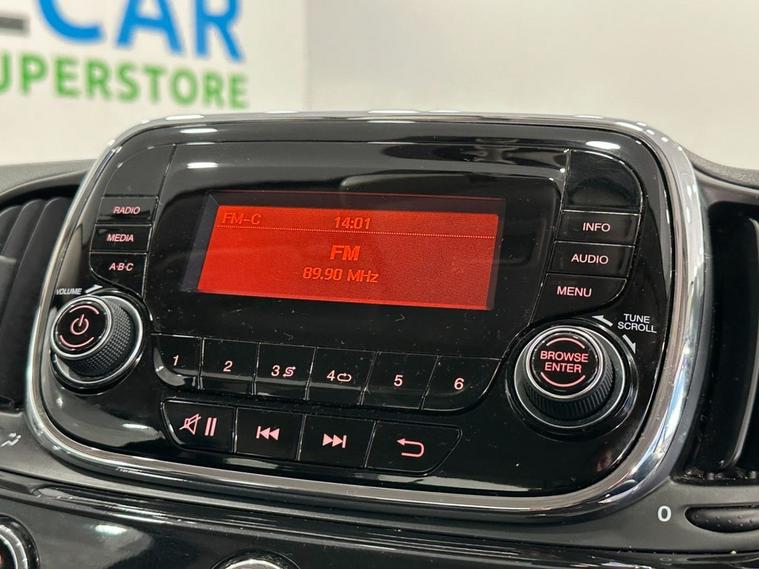 CAR
UPERSTORE
RADIO
MEDIA
A-B-C
VOLUME
FM-C 14:01
FM
89.90 MHz
INFO
AUDIO
MENU
TUNE
SCROLL
BROWSE
ENTER
1 2 3 4 5 6
0